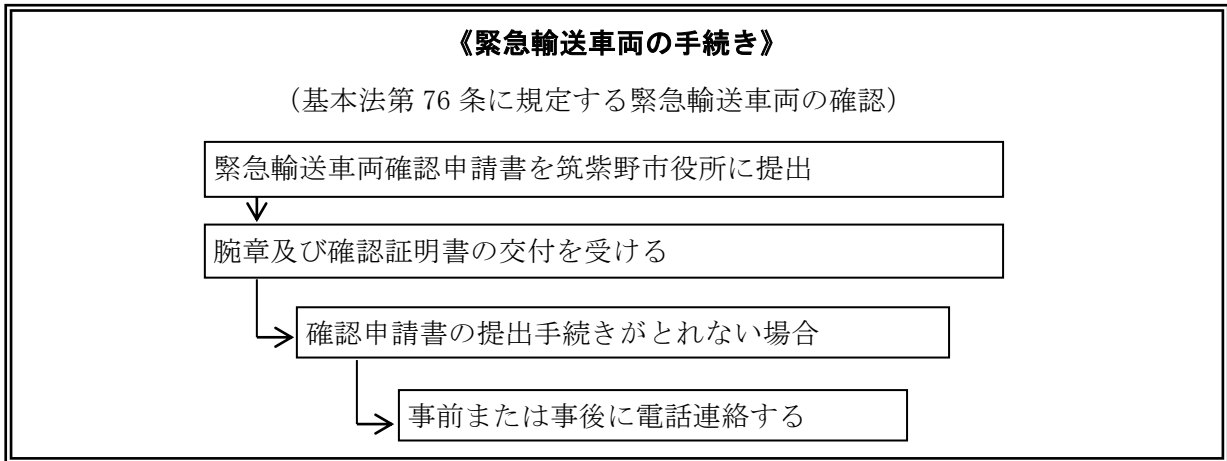 《緊急輸送車両の手続き》
（基本法第 76 条に規定する緊急輸送車両の確認）
緊急輸送車両確認申請書を筑紫野市役所に提出
腕章及び確認証明書の交付を受ける
確認申請書の提出手続きがとれない場合
事前または事後に電話連絡する